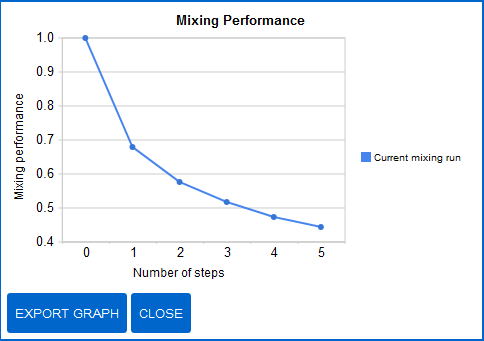 Mixing Performance
1.0
0.9
0.8
0.7
0.6
0.5
0.4
Mixing performance
0 1 2 3 4 5
Number of steps
Current mixing run
EXPORT GRAPH CLOSE